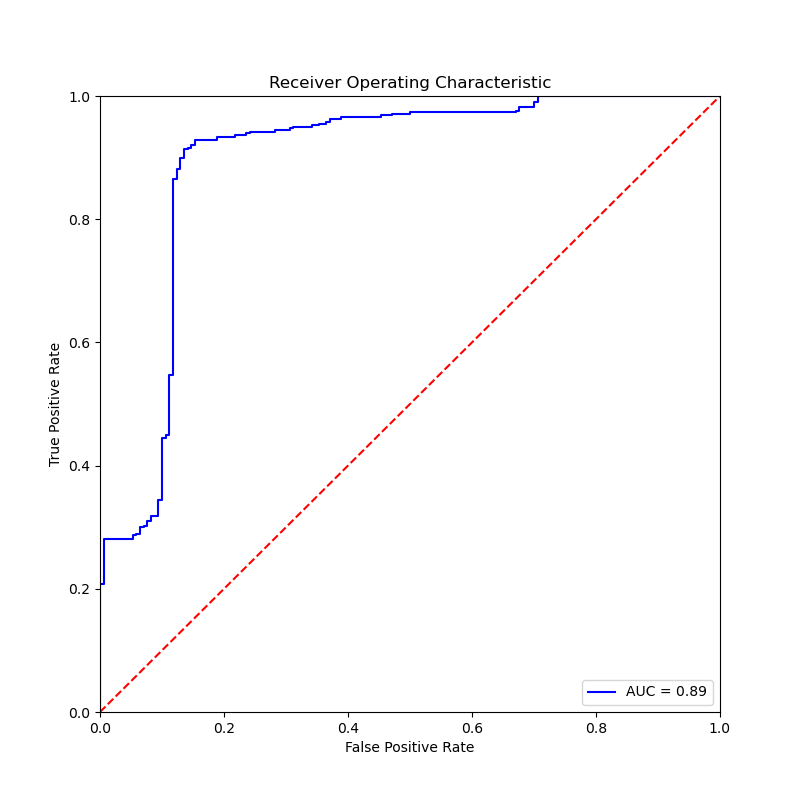 Receiver Operating Characteristic
1.0
0.8
0.6
0.4
0.2
0.0
True Positive Rate
AUC = 0.89
0.0 0.2 0.4 0.6 0.8 1.0
False Positive Rate